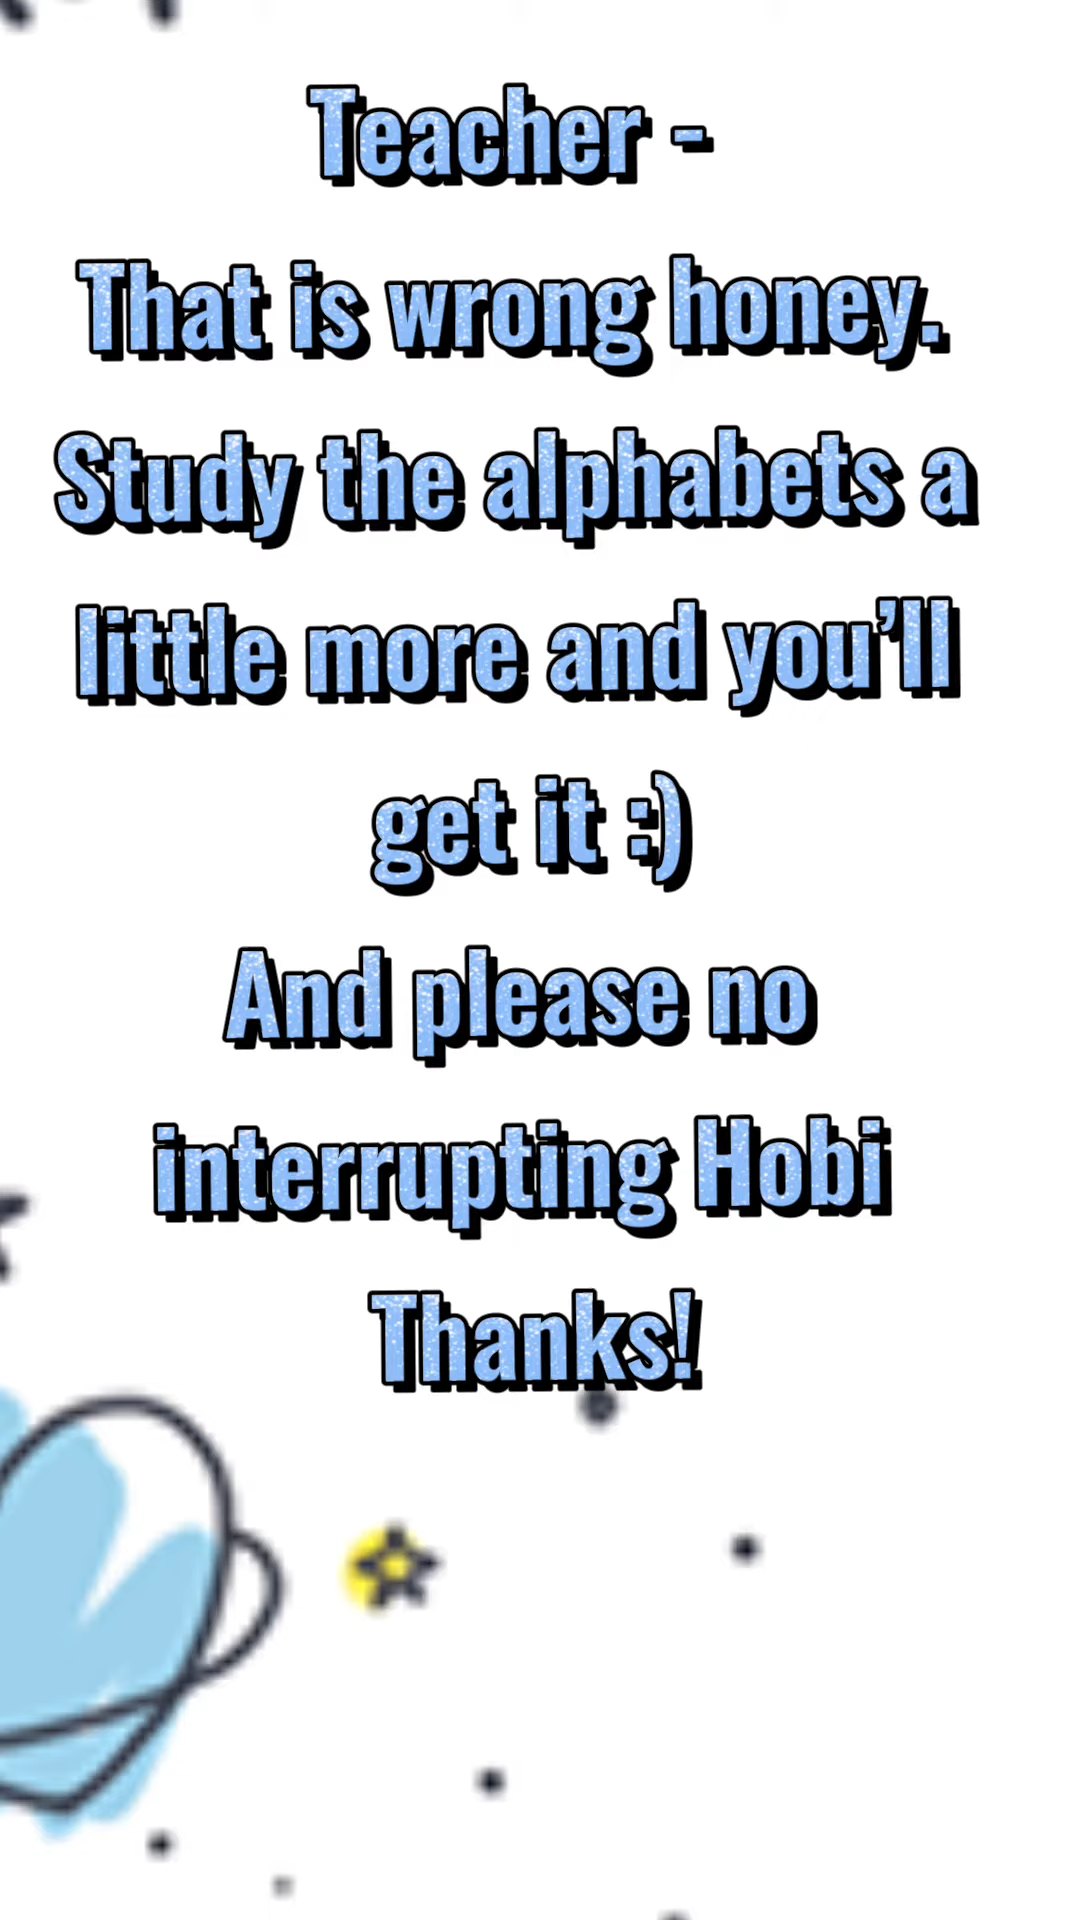 Teacher -
That is wrong honey.
Study the alphabets a
little more and you’ll
get it :)
And please no
interrupting Hobi
Thanks!